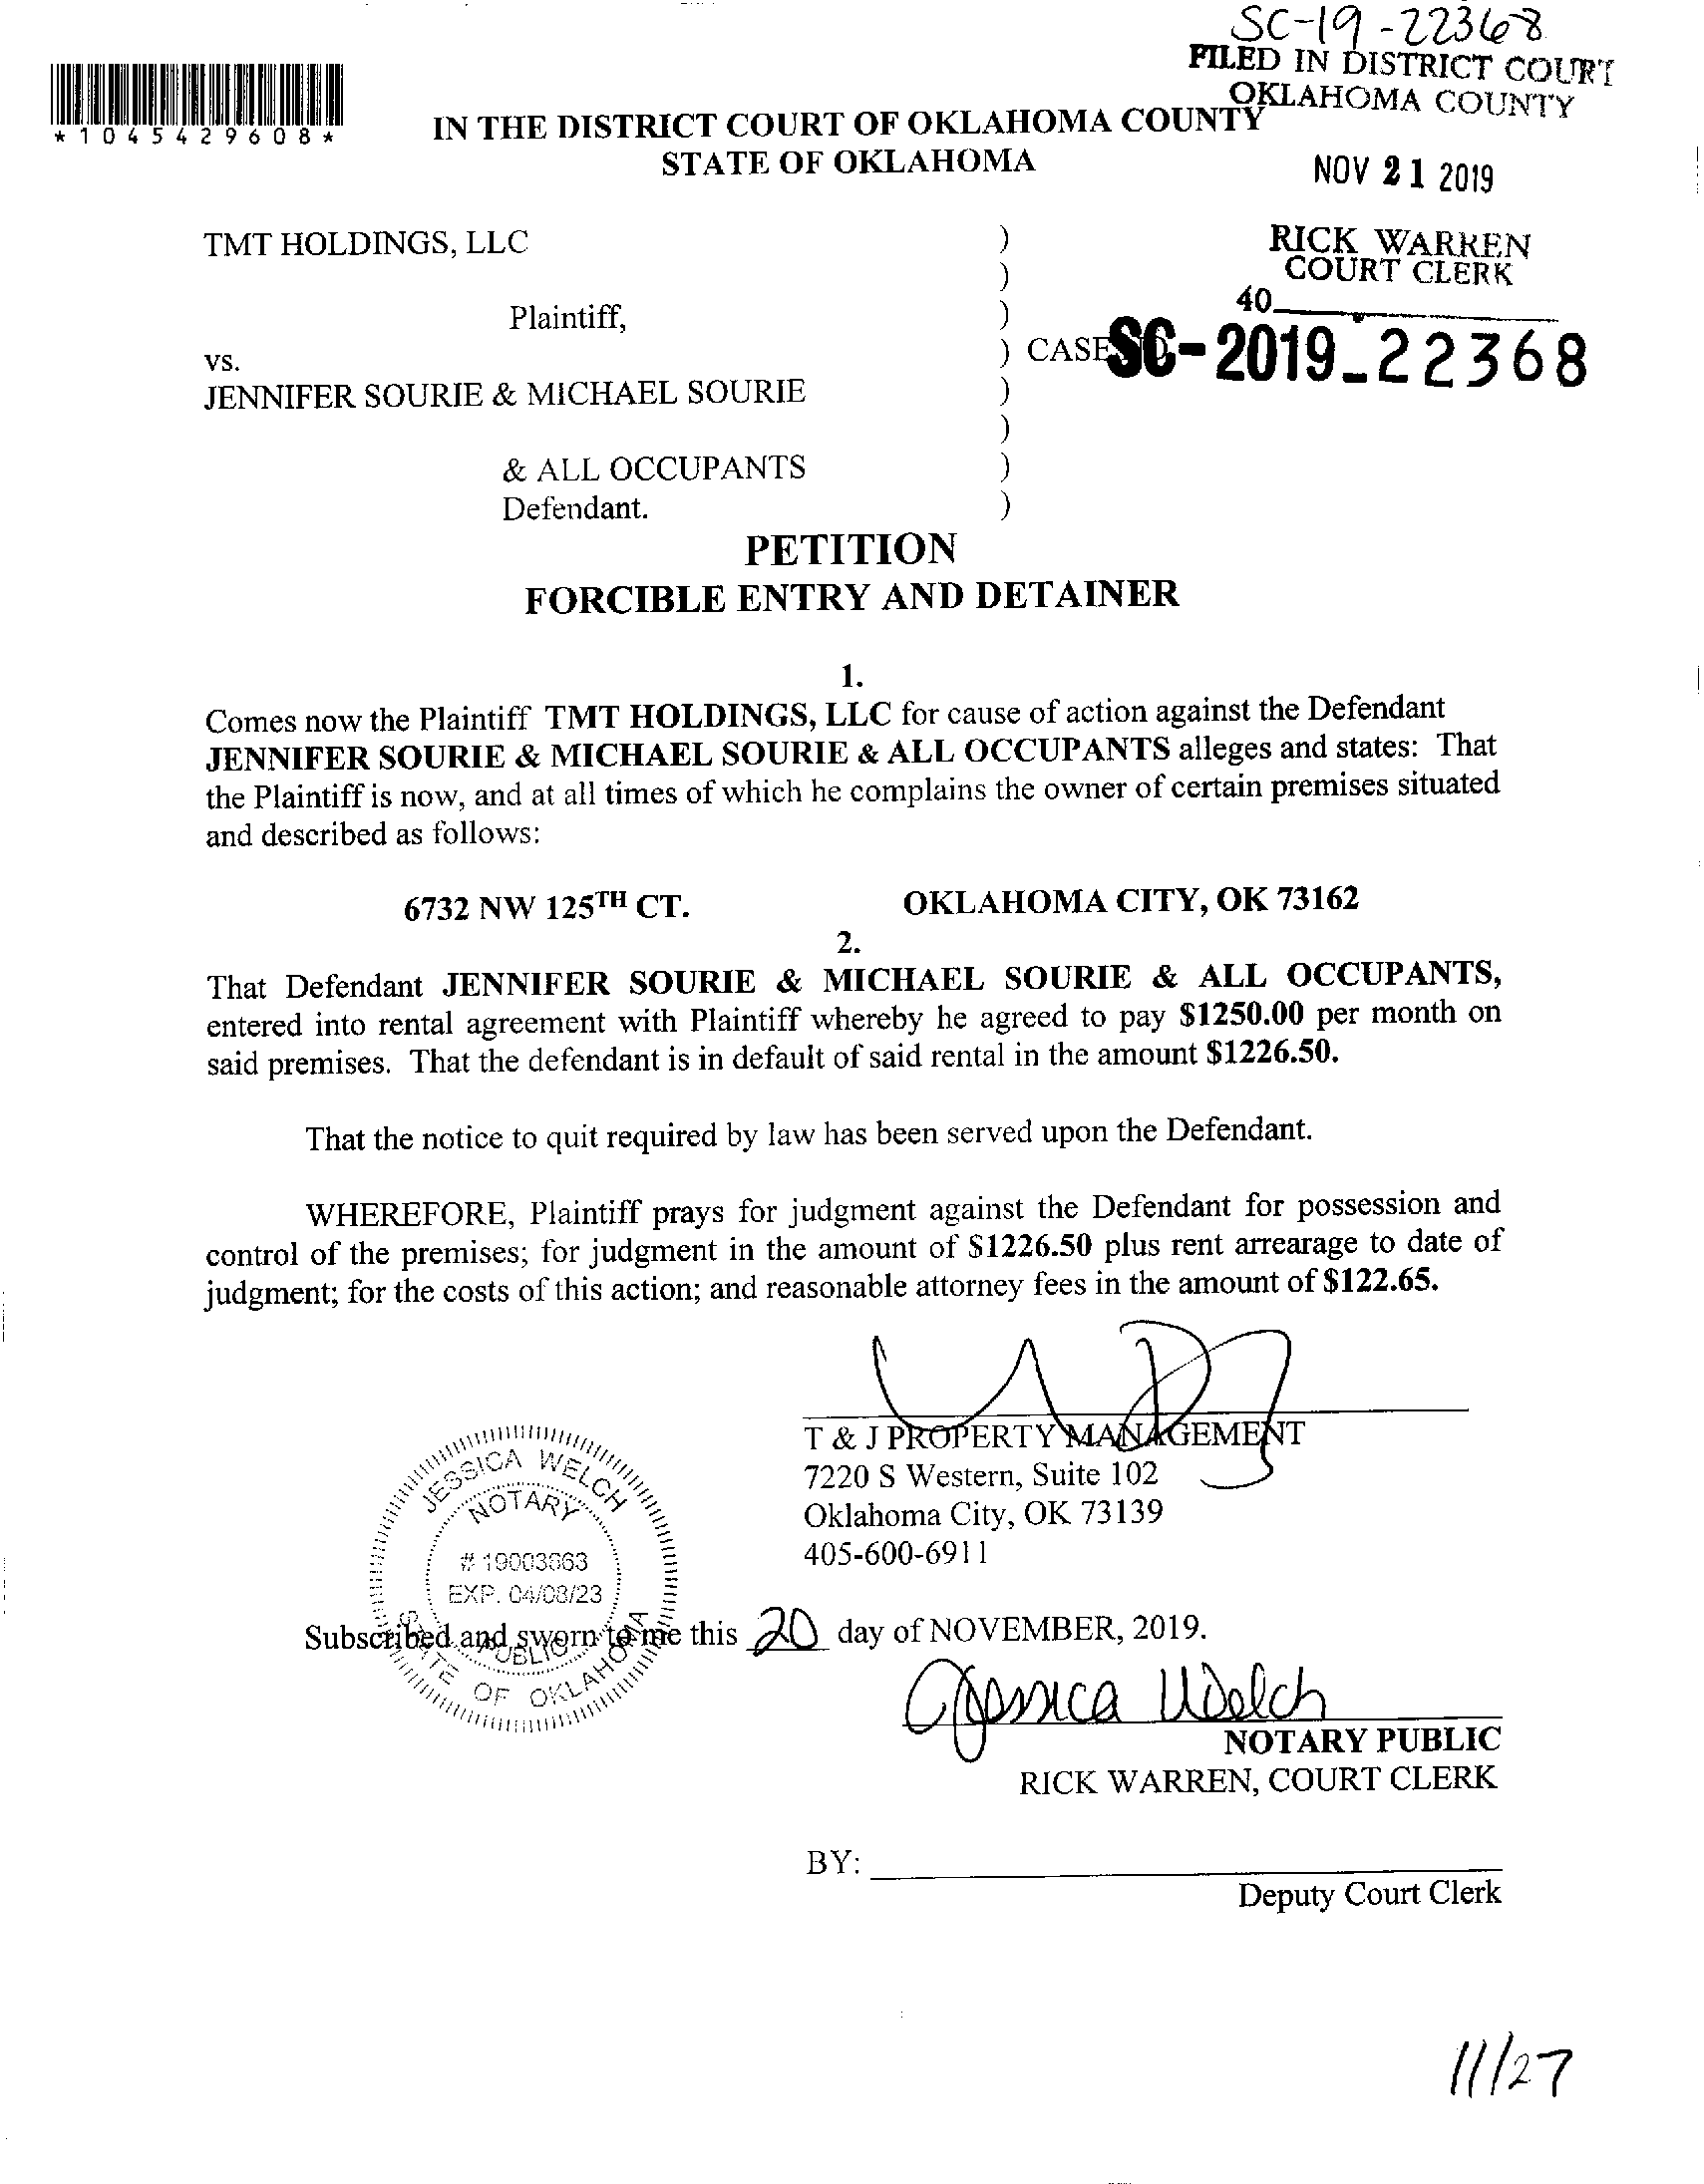 SC-19-22368
FILED IN DISTRICT COURT
OKLAHOMA COUNTY
*1045429608*
IN THE DISTRICT COURT OF OKLAHOMA COUNTY
STATE OF OKLAHOMA
NOV 21 2019
RICK WARREN
COURT CLERK
40
TMT HOLDINGS, LLC )
)
Plaintiff, )
vs. ) CASE SC-2019-22368
JENNIFER SOURIE & MICHAEL SOURIE )
)
& ALL OCCUPANTS )
Defendant. )
PETITION
FORCIBLE ENTRY AND DETAINER
1.
Comes now the Plaintiff TMT HOLDINGS, LLC for cause of action against the Defendant
JENNIFER SOURIE & MICHAEL SOURIE & ALL OCCUPANTS alleges and states: That
the Plaintiff is now, and at all times of which he complains the owner of certain premises situated
and described as follows:
6732 NW 125TH CT. OKLAHOMA CITY, OK 73162
2.
That Defendant JENNIFER SOURIE & MICHAEL SOURIE & ALL OCCUPANTS,
entered into rental agreement with Plaintiff whereby he agreed to pay $1250.00 per month on
said premises. That the defendant is in default of said rental in the amount $1226.50.
That the notice to quit required by law has been served upon the Defendant.
WHEREFORE, Plaintiff prays for judgment against the Defendant for possession and
control of the premises; for judgment in the amount of $1226.50 plus rent arrearage to date of
judgment; for the costs of this action; and reasonable attorney fees in the amount of $122.65.
T & J PROPERTY MANAGEMENT
7220 S Western, Suite 102
Oklahoma City, OK 73139
405-600-6911
JESSICA WELCH
NOTARY
EXP. 04/08/23
PUBLIC
STATE OF OKLAHOMA
Subscribed and sworn to me this 20 day of NOVEMBER, 2019.
Jessica Welch
NOTARY PUBLIC
RICK WARREN, COURT CLERK
BY:
Deputy Court Clerk
11/27